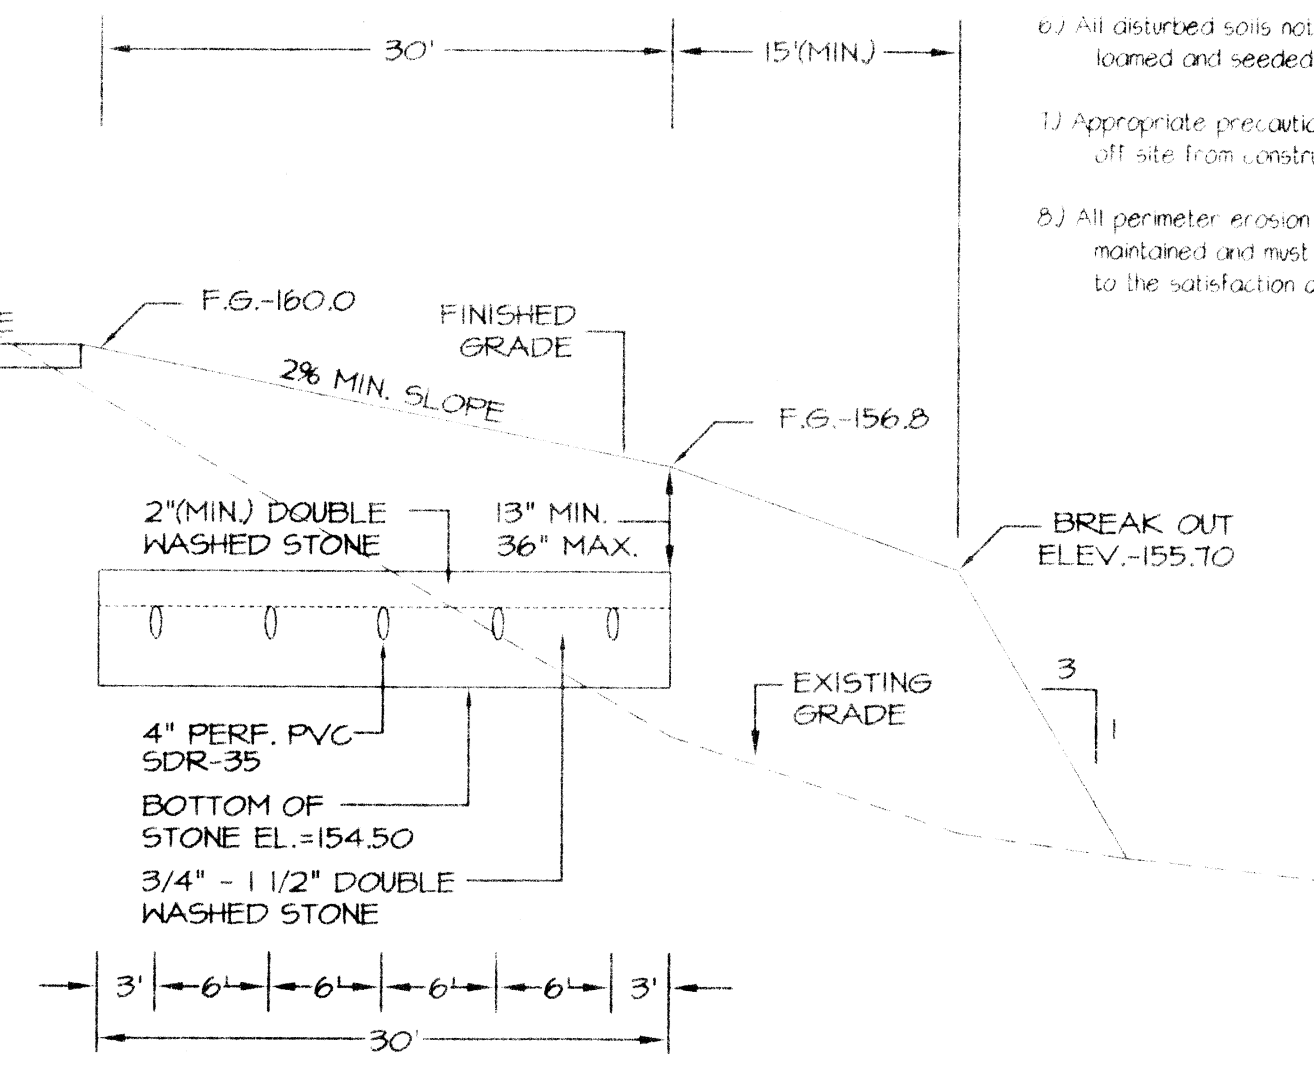 30'
15'(MIN.)
6.) All disturbed soils not
loamed and seeded
7.) Appropriate precautio
off site from constru
8.) All perimeter erosion
maintained and must
to the satisfaction o
E
F.G.-160.0
FINISHED
GRADE
2% MIN. SLOPE
F.G.-156.8
2"(MIN.) DOUBLE
WASHED STONE
13" MIN.
36" MAX.
BREAK OUT
ELEV.-155.70
3
1
EXISTING
GRADE
4" PERF. PVC
SDR-35
BOTTOM OF
STONE EL.=154.50
3/4" - 1 1/2" DOUBLE
WASHED STONE
3' 6' 6' 6' 6' 3'
30'